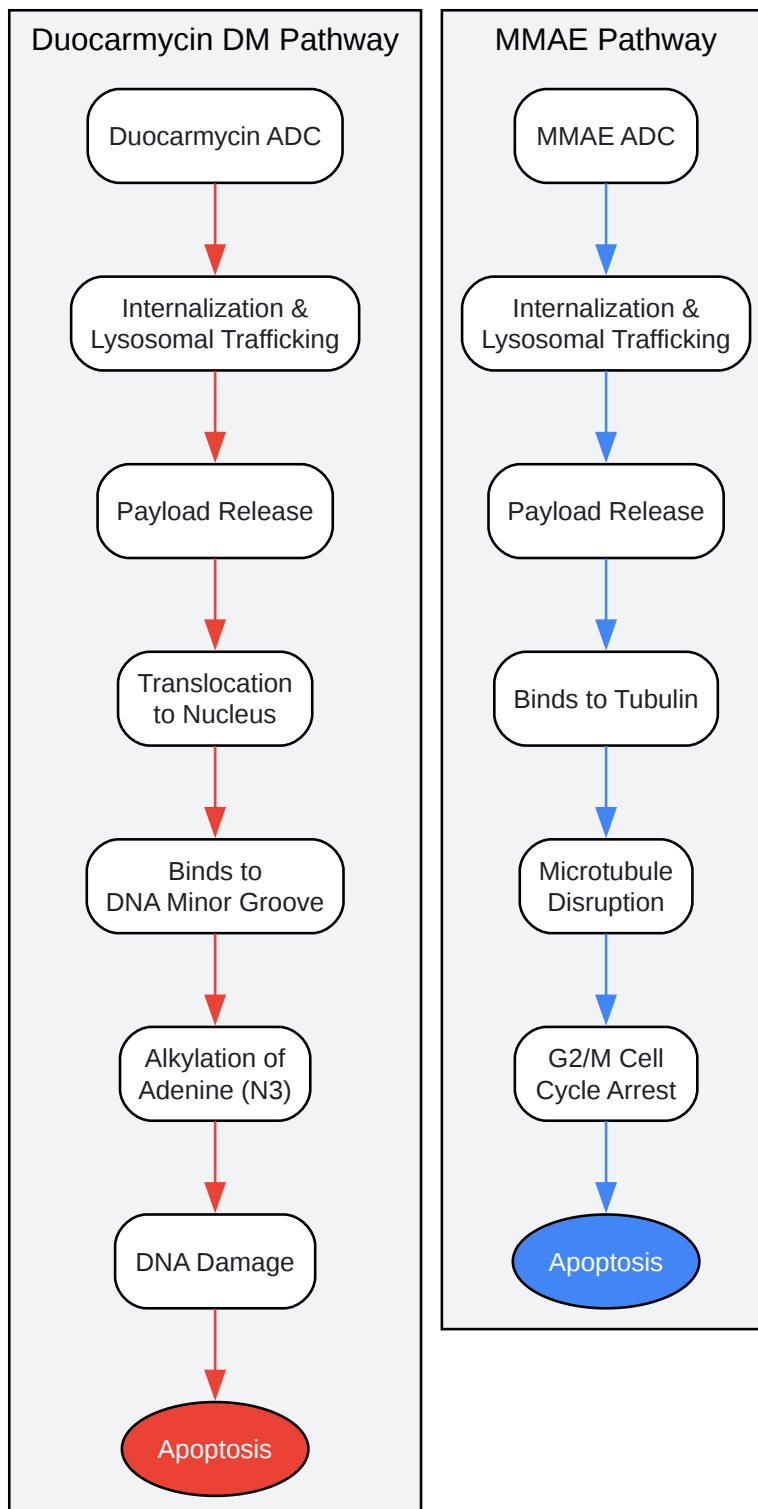 Duocarmycin DM Pathway
Duocarmycin ADC
Internalization &
Lysosomal Trafficking
Payload Release
Translocation
to Nucleus
Binds to
DNA Minor Groove
Alkylation of
Adenine (N3)
DNA Damage
Apoptosis
MMAE Pathway
MMAE ADC
Internalization &
Lysosomal Trafficking
Payload Release
Binds to Tubulin
Microtubule
Disruption
G2/M Cell
Cycle Arrest
Apoptosis